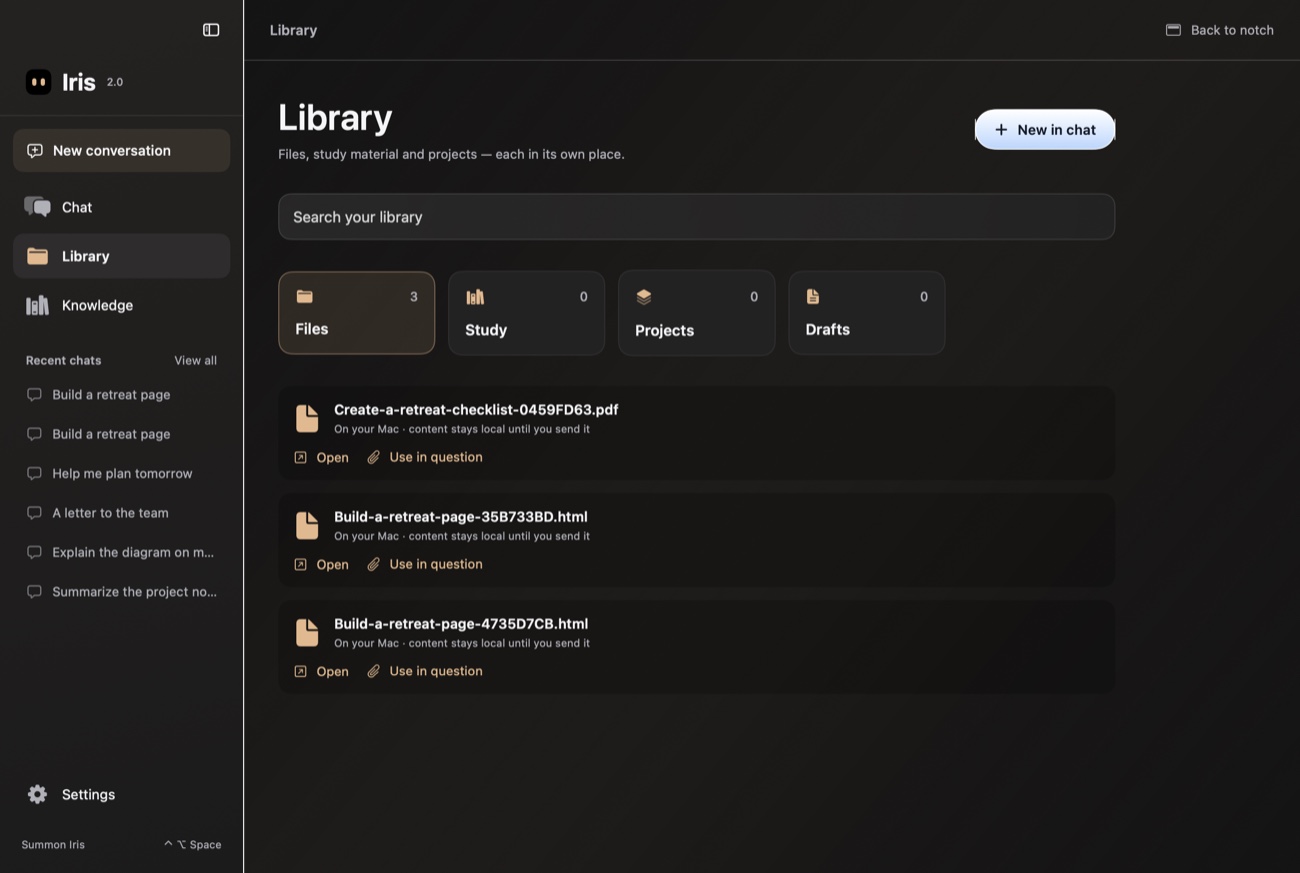 Library
Back to notch
Iris 2.0
New conversation
Chat
Library
Knowledge
Recent chats
View all
Build a retreat page
Build a retreat page
Help me plan tomorrow
A letter to the team
Explain the diagram on m...
Summarize the project no...
Settings
Summon Iris
^ ⌥ Space
Library
Files, study material and projects — each in its own place.
+ New in chat
Search your library
3
Files
0
Study
0
Projects
0
Drafts
Create-a-retreat-checklist-0459FD63.pdf
On your Mac · content stays local until you send it
Open
Use in question
Build-a-retreat-page-35B733BD.html
On your Mac · content stays local until you send it
Open
Use in question
Build-a-retreat-page-4735D7CB.html
On your Mac · content stays local until you send it
Open
Use in question